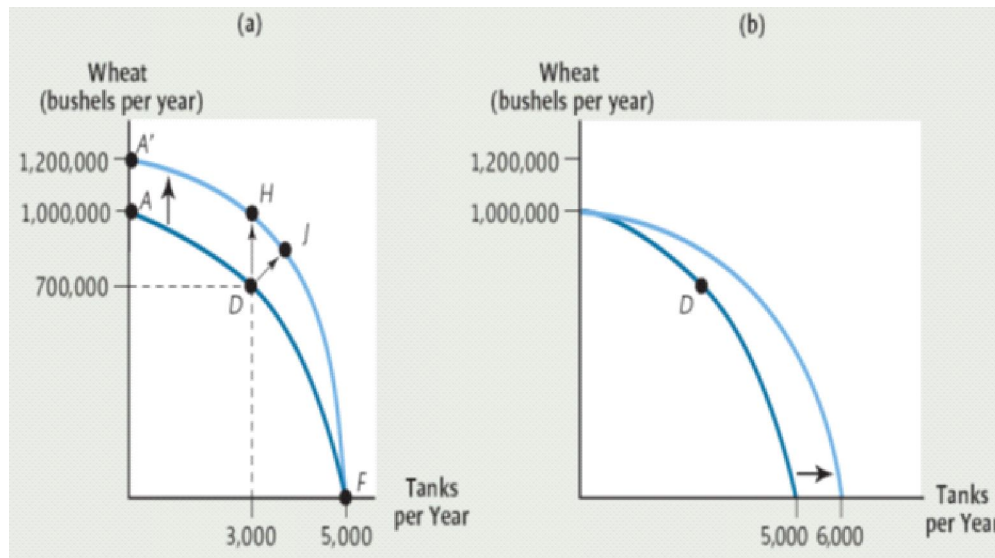 (a)
Wheat
(bushels per year)
A'
1,200,000
H
A
1,000,000
J
700,000
D
F
Tanks
per Year
3,000 5,000
(b)
Wheat
(bushels per year)
1,200,000
1,000,000
D
Tanks
per Year
5,000 6,000